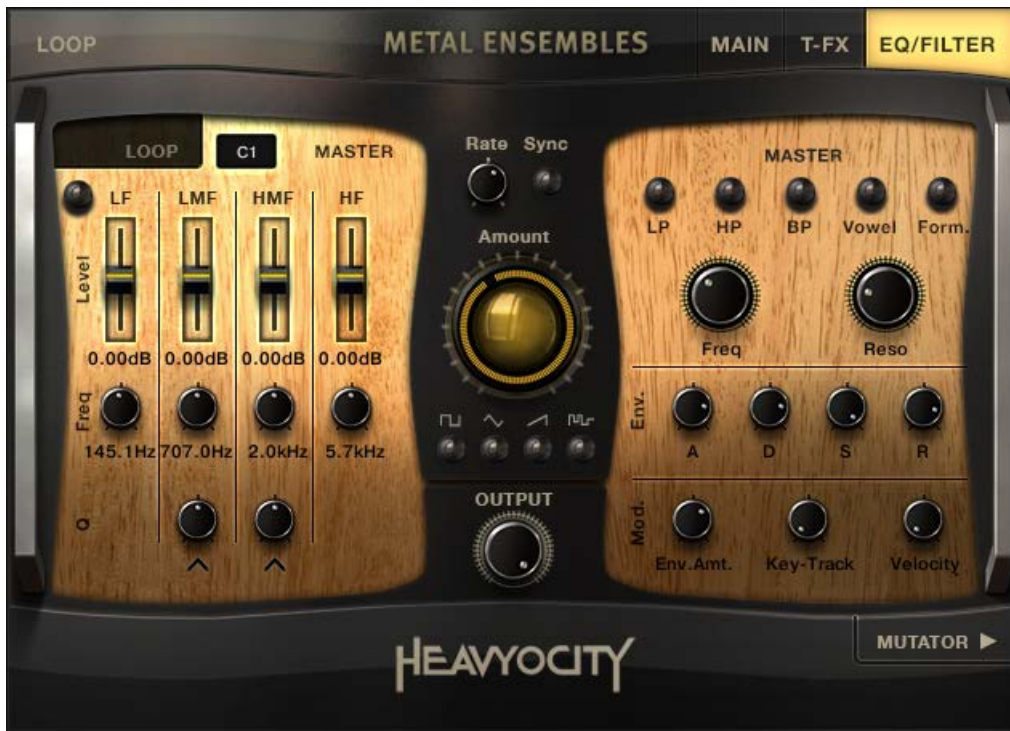 LOOP
METAL ENSEMBLES
MAIN
T-FX
EQ/FILTER
LOOP
C1
MASTER
LF
LMF
HMF
HF
Level
0.00dB
0.00dB
0.00dB
0.00dB
Freq
145.1Hz
707.0Hz
2.0kHz
5.7kHz
Q
Rate
Sync
Amount
OUTPUT
MASTER
LP
HP
BP
Vowel
Form.
Freq
Reso
Env.
A
D
S
R
Mod.
Env.Amt.
Key-Track
Velocity
HEAVYOCITY
MUTATOR